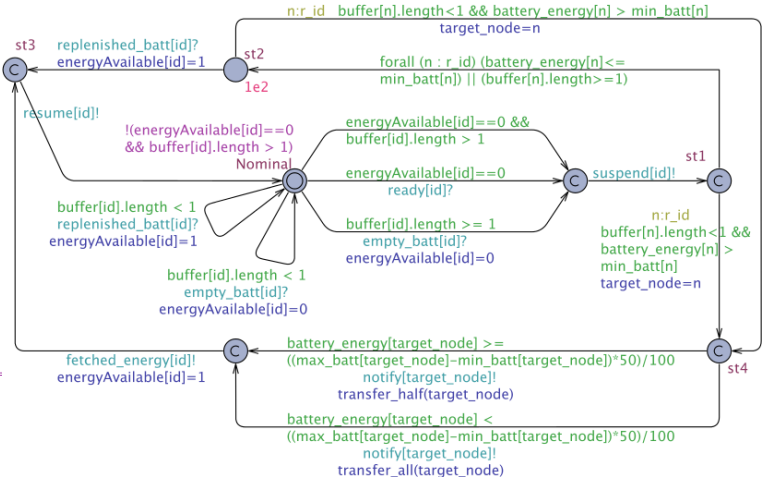 n:r_id buffer[n].length<1 && battery_energy[n] > min_batt[n]
target_node=n
st3
replenished_batt[id]?
energyAvailable[id]=1
st2
1e2
forall (n : r_id) (battery_energy[n]<=
min_batt[n]) || (buffer[n].length>=1)
C
resume[id]!
!(energyAvailable[id]==0
&& buffer[id].length > 1)
Nominal
energyAvailable[id]==0 &&
buffer[id].length > 1
energyAvailable[id]==0
ready[id]?
buffer[id].length >= 1
empty_batt[id]?
energyAvailable[id]=0
C
suspend[id]!
st1
C
buffer[id].length < 1
replenished_batt[id]?
energyAvailable[id]=1
buffer[id].length < 1
empty_batt[id]?
energyAvailable[id]=0
n:r_id
buffer[n].length<1 &&
battery_energy[n] >
min_batt[n]
target_node=n
C
fetched_energy[id]!
energyAvailable[id]=1
battery_energy[target_node] >=
((max_batt[target_node]-min_batt[target_node])*50)/100
notify[target_node]!
transfer_half(target_node)
C
st4
battery_energy[target_node] <
((max_batt[target_node]-min_batt[target_node])*50)/100
notify[target_node]!
transfer_all(target_node)